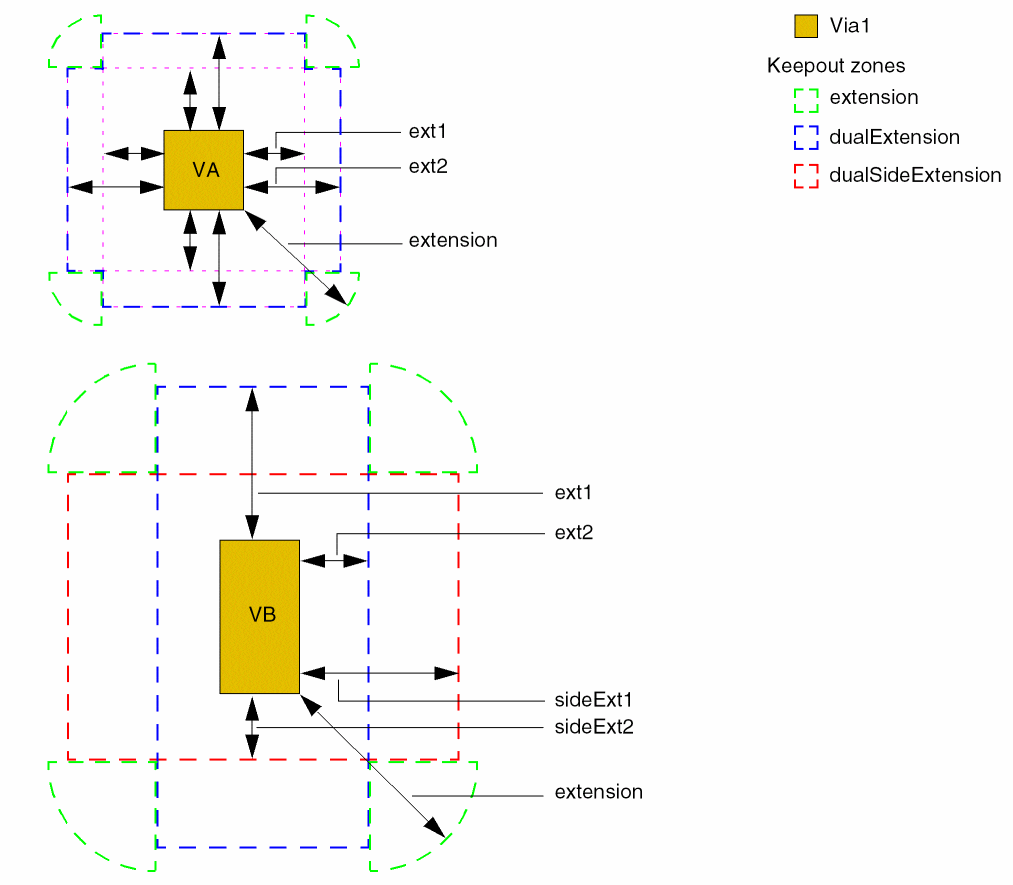 Via1
Keepout zones
extension
dualExtension
dualSideExtension
VA
ext1
ext2
extension
VB
ext1
ext2
sideExt1
sideExt2
extension